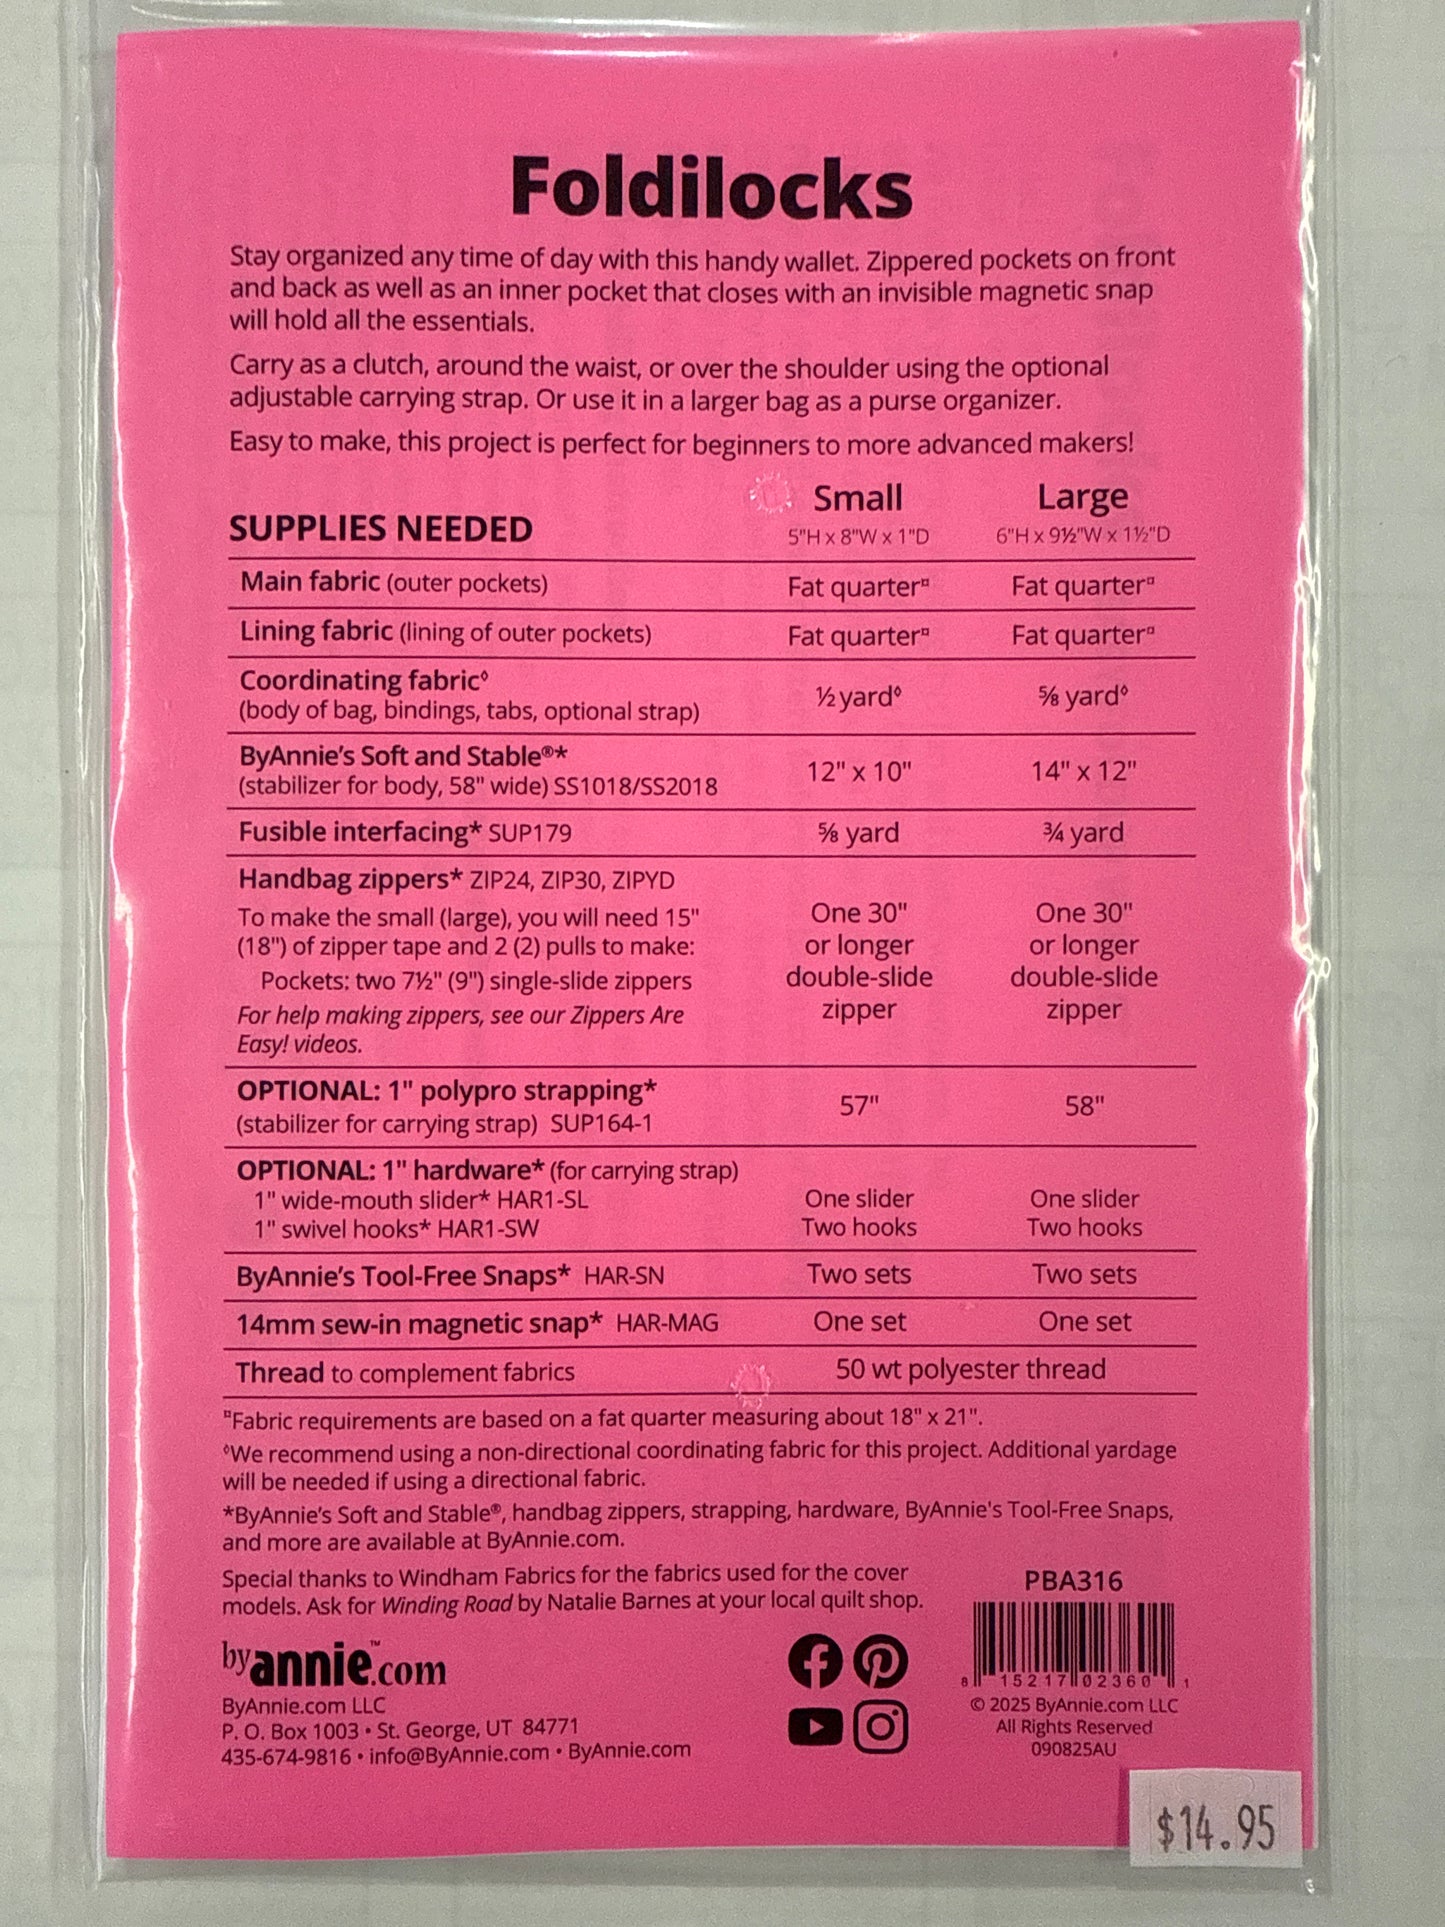 Foldilocks
Stay organized any time of day with this handy wallet. Zippered pockets on front
and back as well as an inner pocket that closes with an invisible magnetic snap
will hold all the essentials.
Carry as a clutch, around the waist, or over the shoulder using the optional
adjustable carrying strap. Or use it in a larger bag as a purse organizer.
Easy to make, this project is perfect for beginners to more advanced makers!
SUPPLIES NEEDED
Small
5"H x 8"W x 1"D
Large
6"H x 9½"W x 1½"D
Main fabric (outer pockets) Fat quarter¤ Fat quarter¤
Lining fabric (lining of outer pockets) Fat quarter¤ Fat quarter¤
Coordinating fabric◊
(body of bag, bindings, tabs, optional strap)
½ yard◊ ⅝ yard◊
ByAnnie's Soft and Stable®*
(stabilizer for body, 58" wide) SS1018/SS2018
12" x 10" 14" x 12"
Fusible interfacing* SUP179 ⅝ yard ¾ yard
Handbag zippers* ZIP24, ZIP30, ZIPYD
To make the small (large), you will need 15"
(18") of zipper tape and 2 (2) pulls to make:
Pockets: two 7½" (9") single-slide zippers
For help making zippers, see our Zippers Are
Easy! videos.
One 30"
or longer
double-slide
zipper
One 30"
or longer
double-slide
zipper
OPTIONAL: 1" polypro strapping*
(stabilizer for carrying strap) SUP164-1
57" 58"
OPTIONAL: 1" hardware* (for carrying strap)
1" wide-mouth slider* HAR1-SL One slider One slider
1" swivel hooks* HAR1-SW Two hooks Two hooks
ByAnnie's Tool-Free Snaps* HAR-SN Two sets Two sets
14mm sew-in magnetic snap* HAR-MAG One set One set
Thread to complement fabrics 50 wt polyester thread
¤Fabric requirements are based on a fat quarter measuring about 18" x 21".
◊We recommend using a non-directional coordinating fabric for this project. Additional yardage
will be needed if using a directional fabric.
*ByAnnie's Soft and Stable®, handbag zippers, strapping, hardware, ByAnnie's Tool-Free Snaps,
and more are available at ByAnnie.com.
Special thanks to Windham Fabrics for the fabrics used for the cover
models. Ask for Winding Road by Natalie Barnes at your local quilt shop.
byannie™.com
ByAnnie.com LLC
P. O. Box 1003 • St. George, UT 84771
435-674-9816 • info@ByAnnie.com • ByAnnie.com
PBA316
8 15217 02360 1
© 2025 ByAnnie.com LLC
All Rights Reserved
090825AU
$14.95